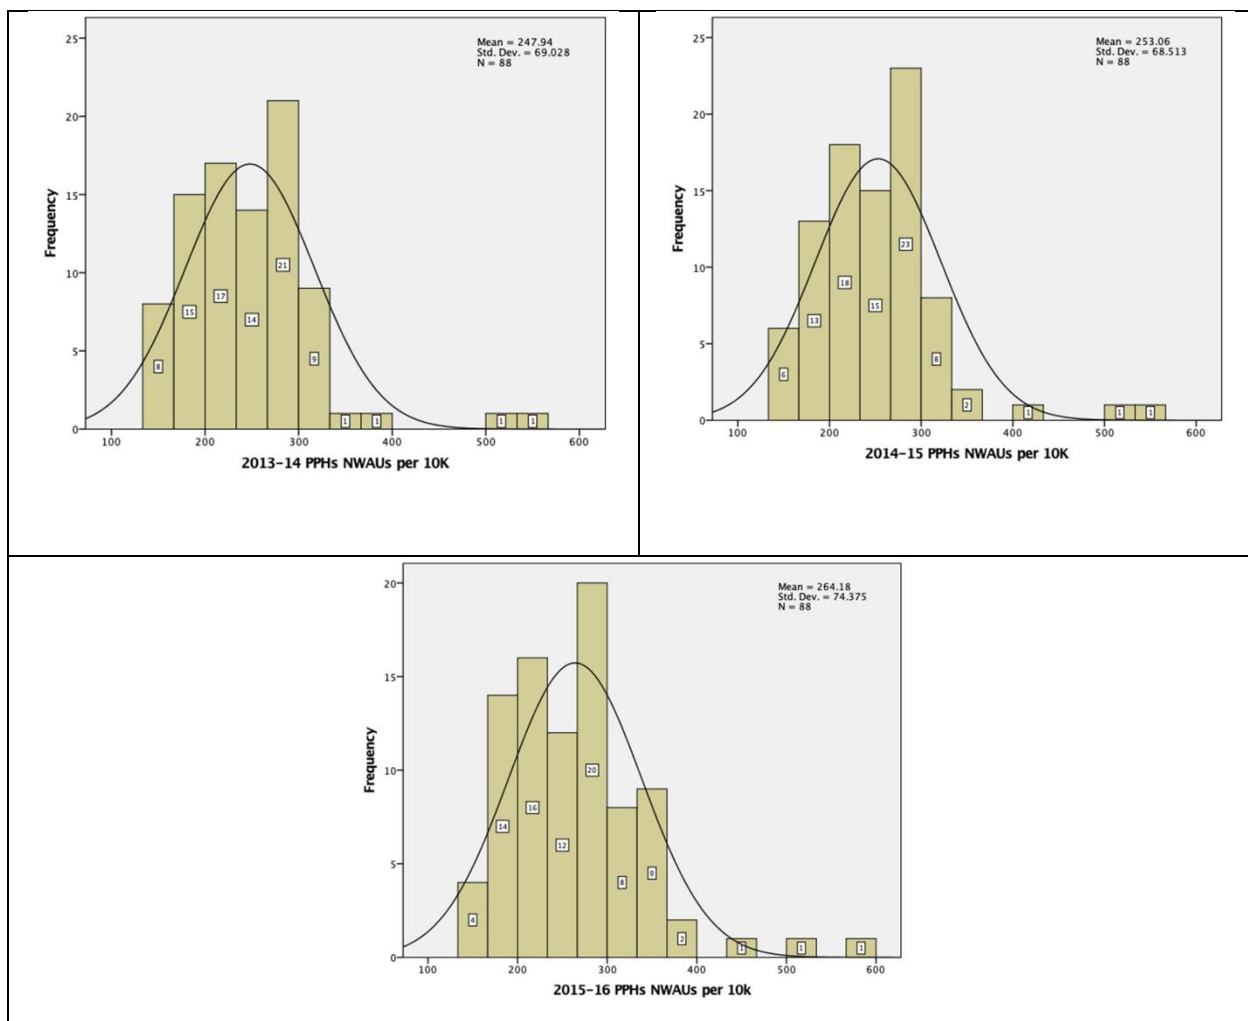 Mean = 247.94
Std. Dev. = 69.028
N = 88
25
20
15
10
5
0
Frequency
8
15
17
14
21
9
1
1
1
1
100 200 300 400 500 600
2013-14 PPHs NWAUs per 10K
Mean = 253.06
Std. Dev. = 68.513
N = 88
25
20
15
10
5
0
Frequency
6
13
18
15
23
8
2
1
1
1
100 200 300 400 500 600
2014-15 PPHs NWAUs per 10K
Mean = 264.18
Std. Dev. = 74.375
N = 88
20
15
10
5
0
Frequency
4
14
16
12
20
8
9
2
1
1
1
100 200 300 400 500 600
2015-16 PPHs NWAUs per 10k